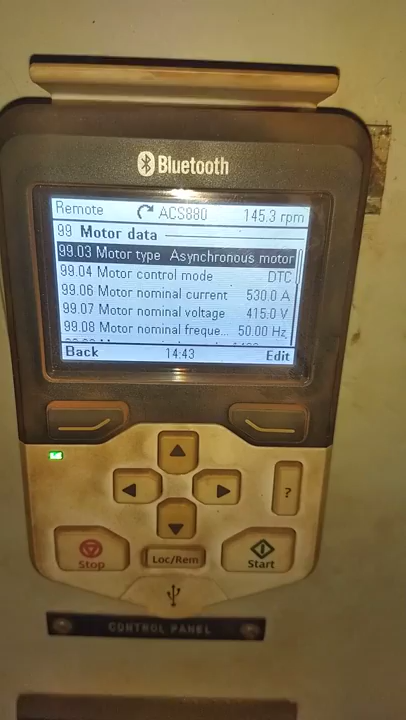 Bluetooth
Remote ACS880 145.3 rpm
99 Motor data
99.03 Motor type Asynchronous motor
99.04 Motor control mode DTC
99.06 Motor nominal current 530.0 A
99.07 Motor nominal voltage 415.0 V
99.08 Motor nominal freque... 50.00 Hz
Back 14:43 Edit
?
Stop Loc/Rem Start
CONTROL PANEL